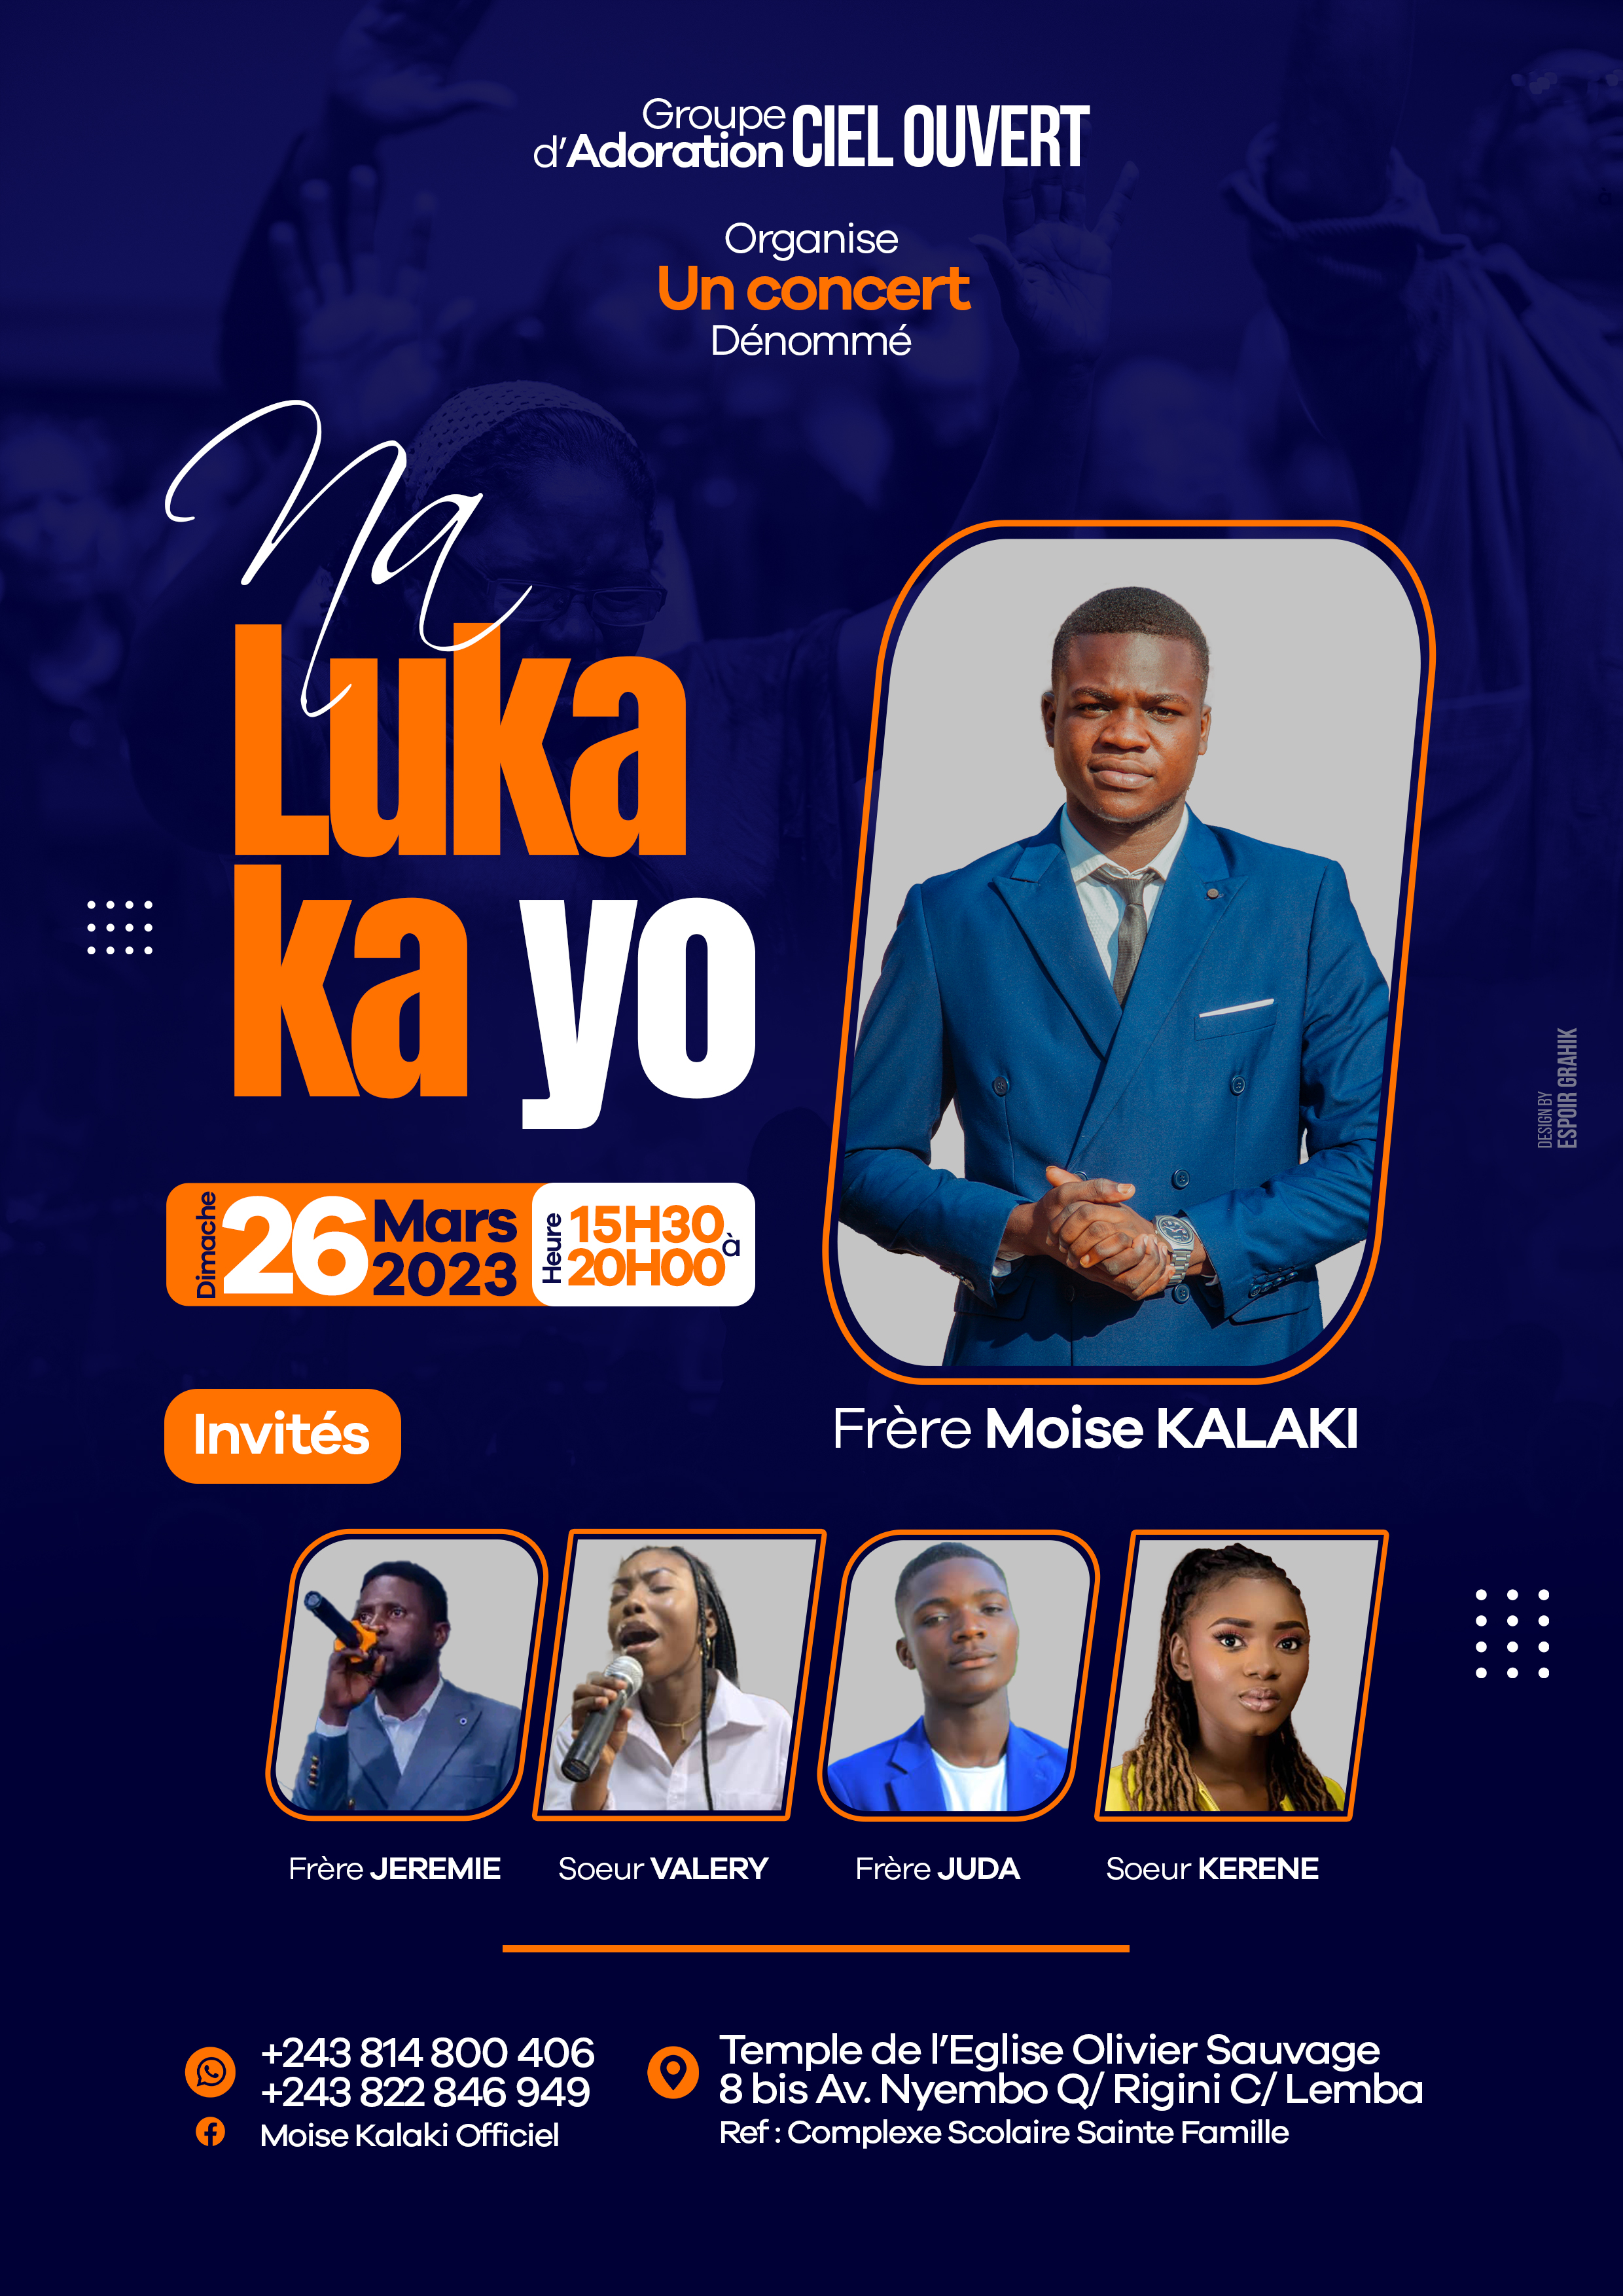 Groupe
d'Adoration CIEL OUVERT
Organise
Un concert
Dénommé
Na
Luka
ka yo
Dimache
26
Mars
2023
Heure
15H30
à
20H00
Frère Moise KALAKI
Invités
Frère JEREMIE
Soeur VALERY
Frère JUDA
Soeur KERENE
+243 814 800 406
+243 822 846 949
Moise Kalaki Officiel
Temple de l'Eglise Olivier Sauvage
8 bis Av. Nyembo Q/ Rigini C/ Lemba
Ref : Complexe Scolaire Sainte Famille
DESIGN BY
ESPOIR GRAHIK